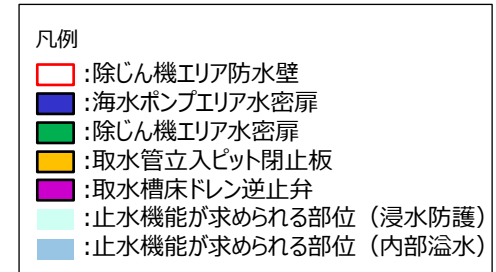 凡例
:除じん機エリア防水壁
:海水ポンプエリア水密扉
:除じん機エリア水密扉
:取水管立入ピット閉止板
:取水槽床ドレン逆止弁
:止水機能が求められる部位（浸水防護）
:止水機能が求められる部位（内部溢水）